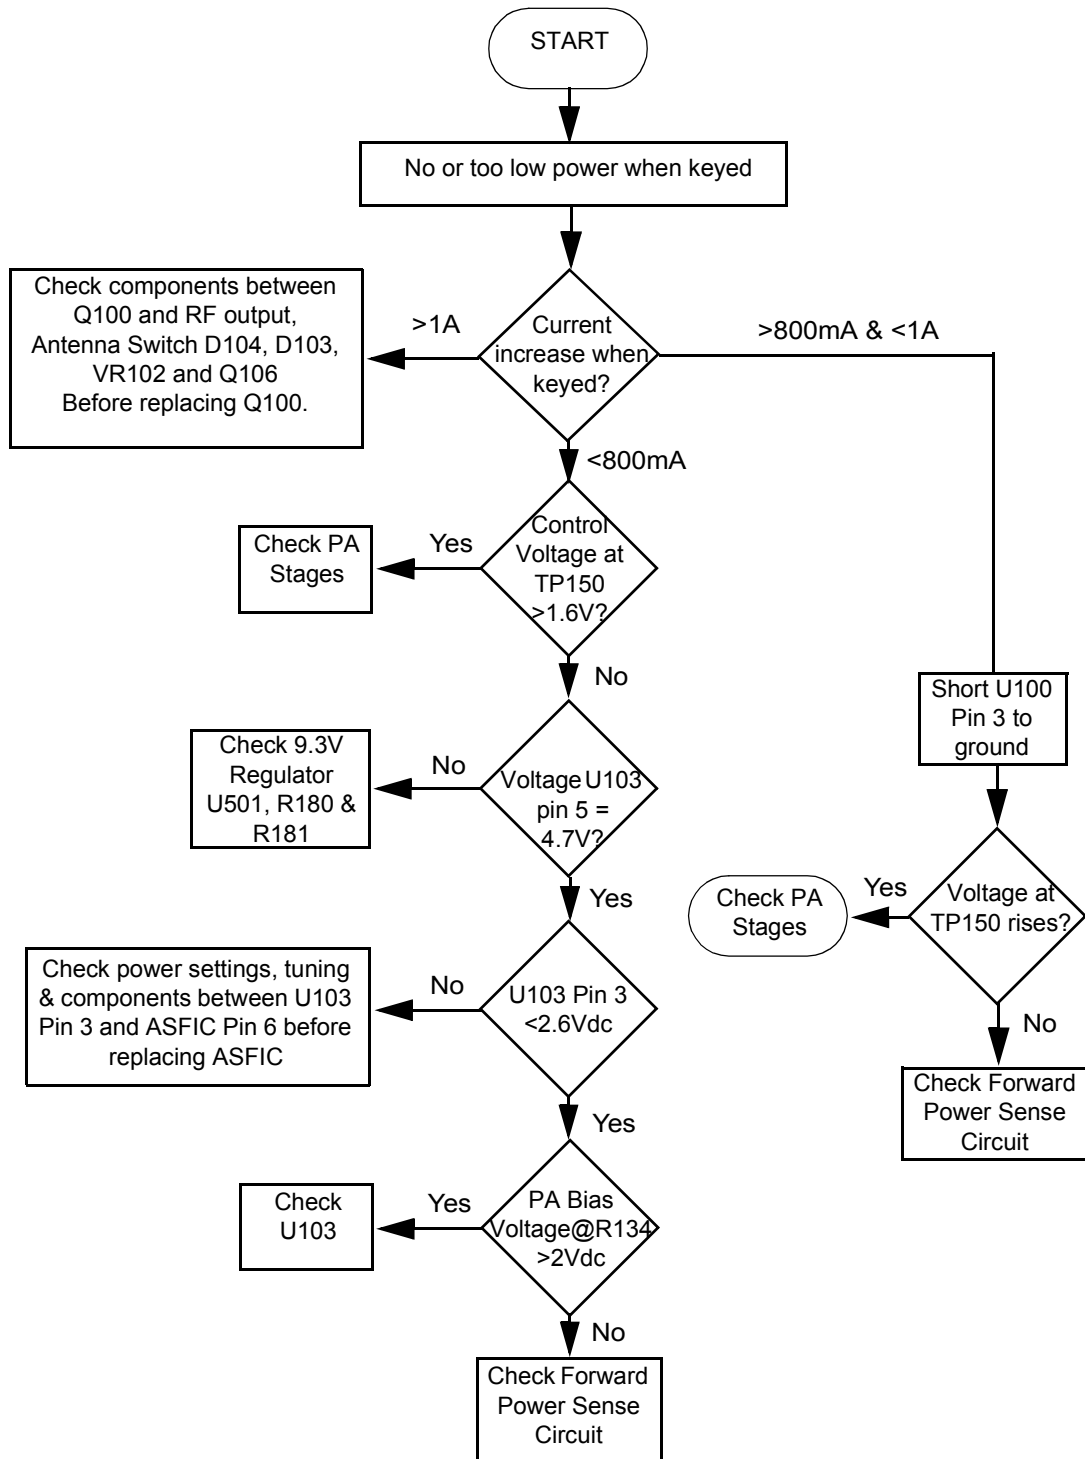 START
No or too low power when keyed
Check components between
Q100 and RF output,
Antenna Switch D104, D103,
VR102 and Q106
Before replacing Q100.
>1A
Current
increase when
keyed?
>800mA & <1A
<800mA
Check PA
Stages
Yes
Control
Voltage at
TP150
>1.6V?
No
Short U100
Pin 3 to
ground
Check 9.3V
Regulator
U501, R180 &
R181
No
Voltage U103
pin 5 =
4.7V?
Yes
Check PA
Stages
Yes
Voltage at
TP150 rises?
No
Check Forward
Power Sense
Circuit
Check power settings, tuning
& components between U103
Pin 3 and ASFIC Pin 6 before
replacing ASFIC
No
U103 Pin 3
<2.6Vdc
Yes
Check
U103
Yes
PA Bias
Voltage@R134
>2Vdc
No
Check Forward
Power Sense
Circuit